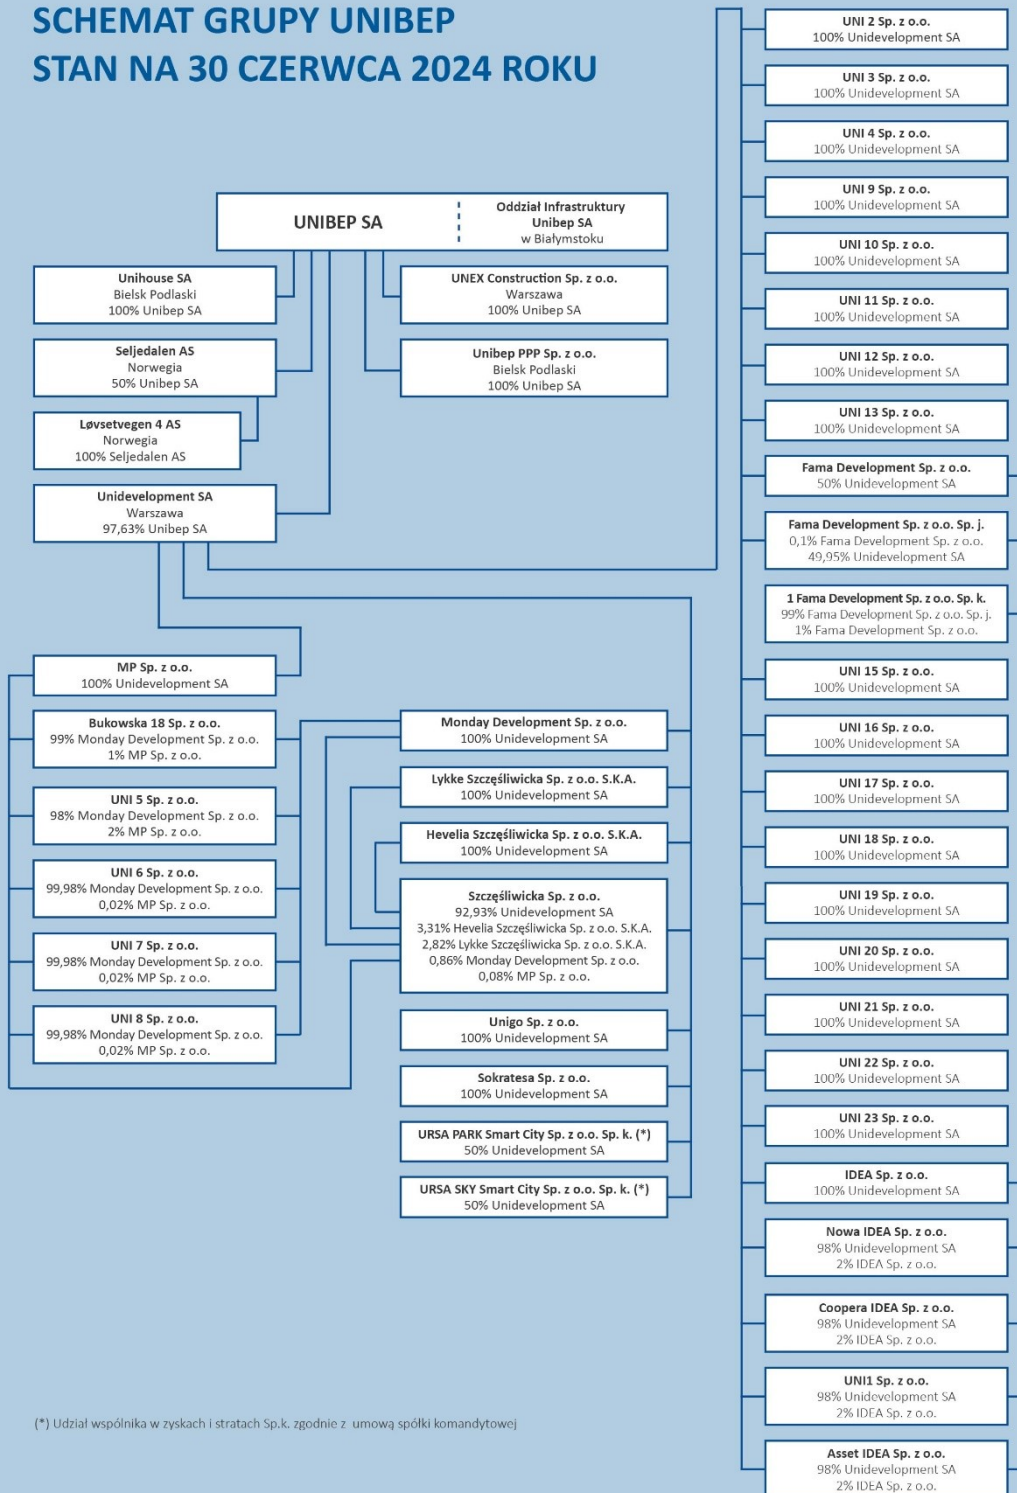 SCHEMAT GRUPY UNIBEP
STAN NA 30 CZERWCA 2024 ROKU
UNIBEP SA
Oddział Infrastruktury
Unibep SA
w Białymstoku
Unihouse SA
Bielsk Podlaski
100% Unibep SA
UNEX Construction Sp. z o.o.
Warszawa
100% Unibep SA
Seljedalen AS
Norwegia
50% Unibep SA
Unibep PPP Sp. z o.o.
Bielsk Podlaski
100% Unibep SA
Løvsetvegen 4 AS
Norwegia
100% Seljedalen AS
Unidevelopment SA
Warszawa
97,63% Unibep SA
MP Sp. z o.o.
100% Unidevelopment SA
Bukowska 18 Sp. z o.o.
99% Monday Development Sp. z o.o.
1% MP Sp. z o.o.
UNI 5 Sp. z o.o.
98% Monday Development Sp. z o.o.
2% MP Sp. z o.o.
UNI 6 Sp. z o.o.
99,98% Monday Development Sp. z o.o.
0,02% MP Sp. z o.o.
UNI 7 Sp. z o.o.
99,98% Monday Development Sp. z o.o.
0,02% MP Sp. z o.o.
UNI 8 Sp. z o.o.
99,98% Monday Development Sp. z o.o.
0,02% MP Sp. z o.o.
Monday Development Sp. z o.o.
100% Unidevelopment SA
Lykke Szczęśliwicka Sp. z o.o. S.K.A.
100% Unidevelopment SA
Hevelia Szczęśliwicka Sp. z o.o. S.K.A.
100% Unidevelopment SA
Szczęśliwicka Sp. z o.o.
92,93% Unidevelopment SA
3,31% Hevelia Szczęśliwicka Sp. z o.o. S.K.A.
2,82% Lykke Szczęśliwicka Sp. z o.o. S.K.A.
0,86% Monday Development Sp. z o.o.
0,08% MP Sp. z o.o.
Unigo Sp. z o.o.
100% Unidevelopment SA
Sokratesa Sp. z o.o.
100% Unidevelopment SA
URSA PARK Smart City Sp. z o.o. Sp. k. (*)
50% Unidevelopment SA
URSA SKY Smart City Sp. z o.o. Sp. k. (*)
50% Unidevelopment SA
UNI 2 Sp. z o.o.
100% Unidevelopment SA
UNI 3 Sp. z o.o.
100% Unidevelopment SA
UNI 4 Sp. z o.o.
100% Unidevelopment SA
UNI 9 Sp. z o.o.
100% Unidevelopment SA
UNI 10 Sp. z o.o.
100% Unidevelopment SA
UNI 11 Sp. z o.o.
100% Unidevelopment SA
UNI 12 Sp. z o.o.
100% Unidevelopment SA
UNI 13 Sp. z o.o.
100% Unidevelopment SA
Fama Development Sp. z o.o.
50% Unidevelopment SA
Fama Development Sp. z o.o. Sp. j.
0,1% Fama Development Sp. z o.o.
49,95% Unidevelopment SA
1 Fama Development Sp. z o.o. Sp. k.
99% Fama Development Sp. z o.o. Sp. j.
1% Fama Development Sp. z o.o.
UNI 15 Sp. z o.o.
100% Unidevelopment SA
UNI 16 Sp. z o.o.
100% Unidevelopment SA
UNI 17 Sp. z o.o.
100% Unidevelopment SA
UNI 18 Sp. z o.o.
100% Unidevelopment SA
UNI 19 Sp. z o.o.
100% Unidevelopment SA
UNI 20 Sp. z o.o.
100% Unidevelopment SA
UNI 21 Sp. z o.o.
100% Unidevelopment SA
UNI 22 Sp. z o.o.
100% Unidevelopment SA
UNI 23 Sp. z o.o.
100% Unidevelopment SA
IDEA Sp. z o.o.
100% Unidevelopment SA
Nowa IDEA Sp. z o.o.
98% Unidevelopment SA
2% IDEA Sp. z o.o.
Coopera IDEA Sp. z o.o.
98% Unidevelopment SA
2% IDEA Sp. z o.o.
UNI1 Sp. z o.o.
98% Unidevelopment SA
2% IDEA Sp. z o.o.
Asset IDEA Sp. z o.o.
98% Unidevelopment SA
2% IDEA Sp. z o.o.
(*) Udział wspólnika w zyskach i stratach Sp.k. zgodnie z umową spółki komandytowej